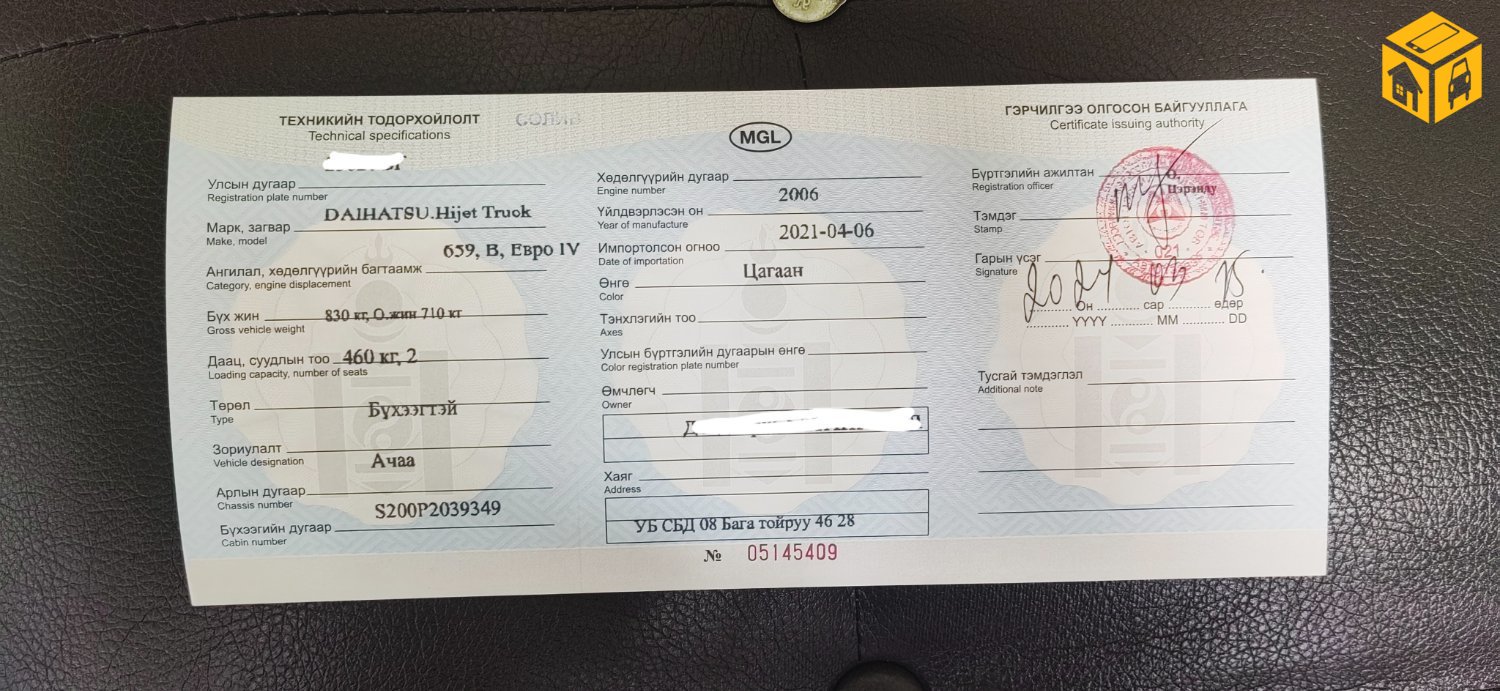 ТЕХНИКИЙН ТОДОРХОЙЛОЛТ
Technical specifications
Улсын дугаар
Registration plate number
DAIHATSU.Hijet Truck
Марк, загвар
Make, model
659, B, Евро IV
Ангилал, хөдөлгүүрийн багтаамж
Category, engine displacement
Бүх жин 830 кг, О.жин 710 кг
Gross vehicle weight
Даац, суудлын тоо 460 кг, 2
Loading capacity, number of seats
Төрөл Бүхээгтэй
Type
Зориулалт
Vehicle designation
Ачаа
Арлын дугаар
Chassis number
S200P2039349
Бүхээгийн дугаар
Cabin number
MGL
Хөдөлгүүрийн дугаар
Engine number
2006
Үйлдвэрлэсэн он
Year of manufacture
2021-04-06
Импортолсон огноо
Date of importation
Цагаан
Өнгө
Color
Тэнхлэгийн тоо
Axes
Улсын бүртгэлийн дугаарын өнгө
Color registration plate number
Өмчлөгч
Owner
Хаяг
Address
УБ СБД 08 Бага тойруу 46 28
№ 05145409
ГЭРЧИЛГЭЭ ОЛГОСОН БАЙГУУЛЛАГА
Certificate issuing authority
Бүртгэлийн ажилтан
Registration officer
Тэмдэг
Stamp
021
Гарын үсэг
Signature
Он сар өдөр
YYYY MM DD
Тусгай тэмдэглэл
Additional note